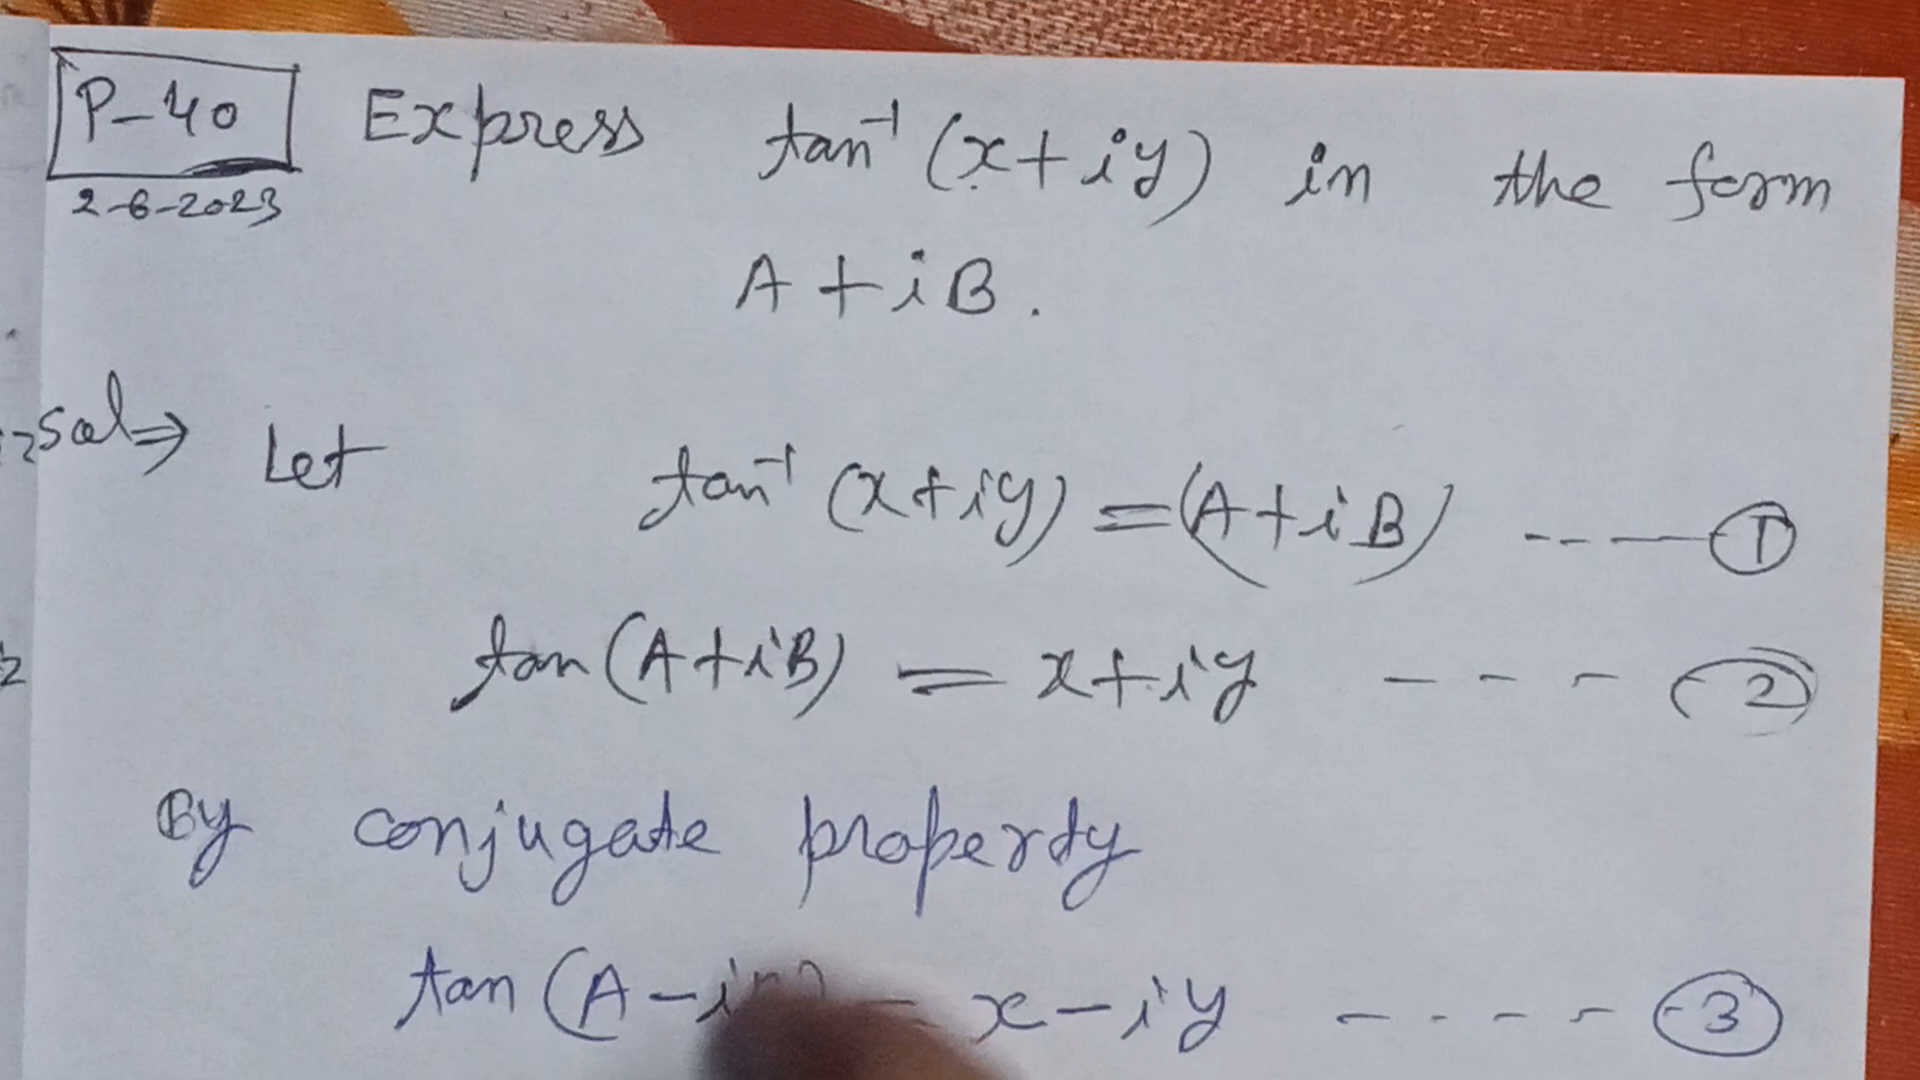 P-40 Express tan⁻¹ (x+iy) in the form
2-6-2023
A+iB.
Sol⇒ Let tan⁻¹ (x+iy) = (A+iB) ----①
tan(A+iB) = x+iy ---②
By conjugate property
tan(A-i = x-iy ----③